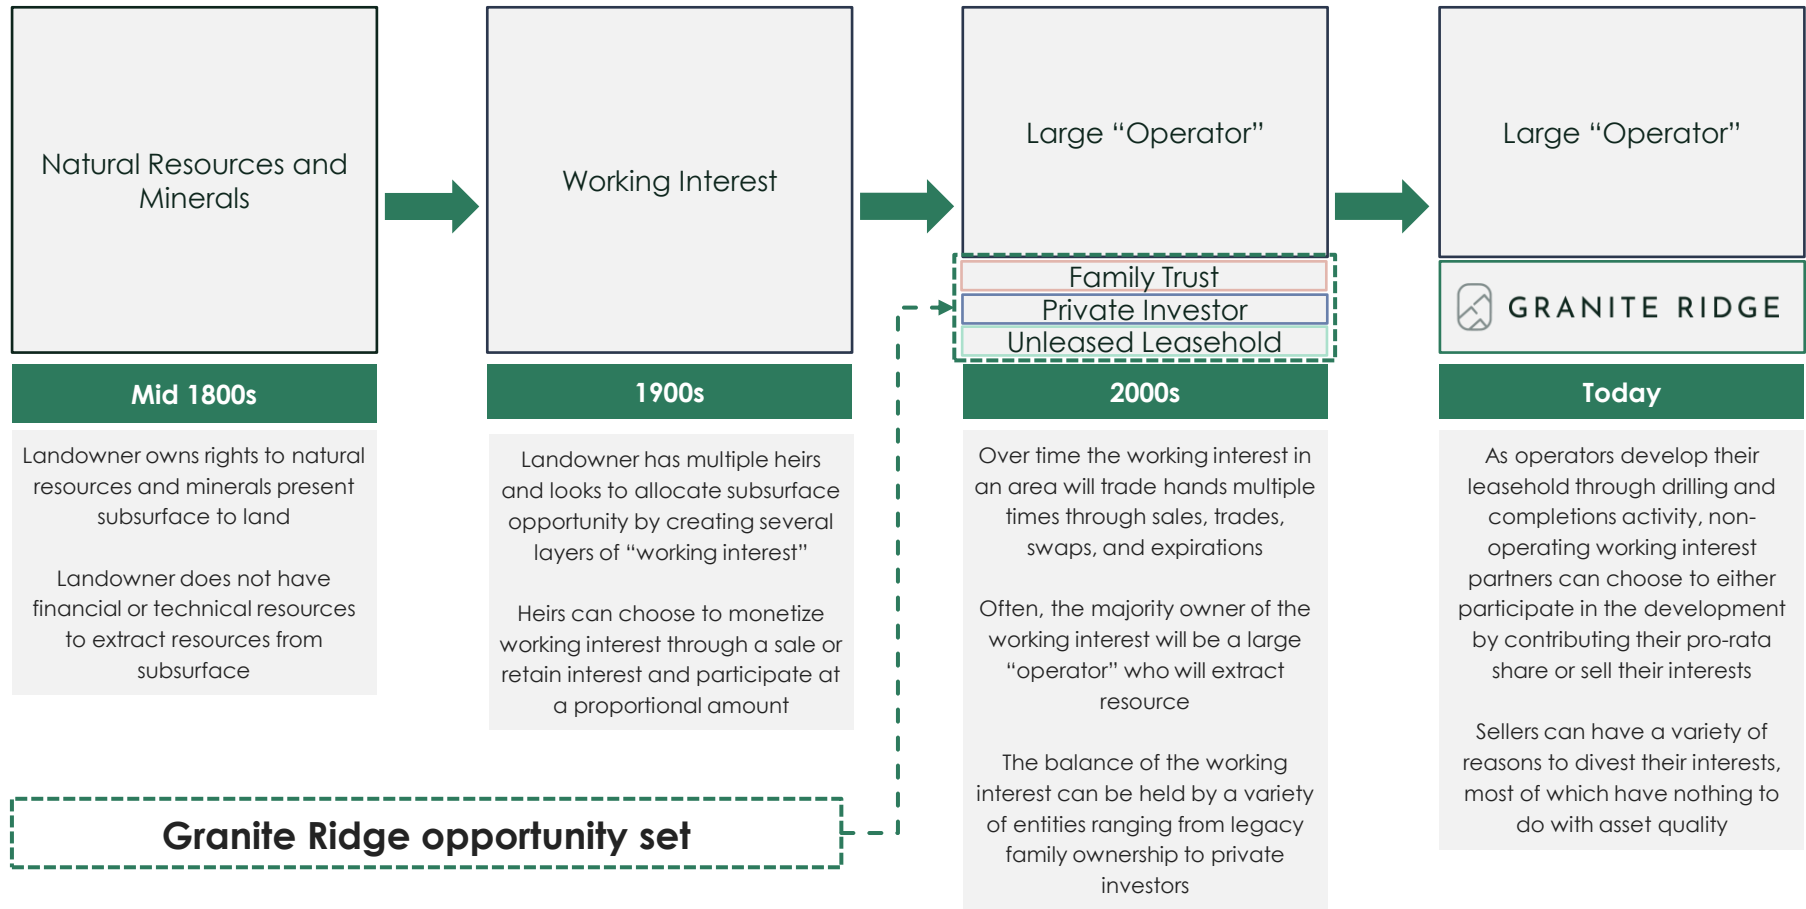 Natural Resources and
Minerals
Mid 1800s
Landowner owns rights to natural
resources and minerals present
subsurface to land
Landowner does not have
financial or technical resources
to extract resources from
subsurface
Working Interest
1900s
Landowner has multiple heirs
and looks to allocate subsurface
opportunity by creating several
layers of “working interest”
Heirs can choose to monetize
working interest through a sale or
retain interest and participate at
a proportional amount
Large “Operator”
Family Trust
Private Investor
Unleased Leasehold
2000s
Over time the working interest in
an area will trade hands multiple
times through sales, trades,
swaps, and expirations
Often, the majority owner of the
working interest will be a large
“operator” who will extract
resource
The balance of the working
interest can be held by a variety
of entities ranging from legacy
family ownership to private
investors
Large “Operator”
GRANITE RIDGE
Today
As operators develop their
leasehold through drilling and
completions activity, non-
operating working interest
partners can choose to either
participate in the development
by contributing their pro-rata
share or sell their interests
Sellers can have a variety of
reasons to divest their interests,
most of which have nothing to
do with asset quality
Granite Ridge opportunity set